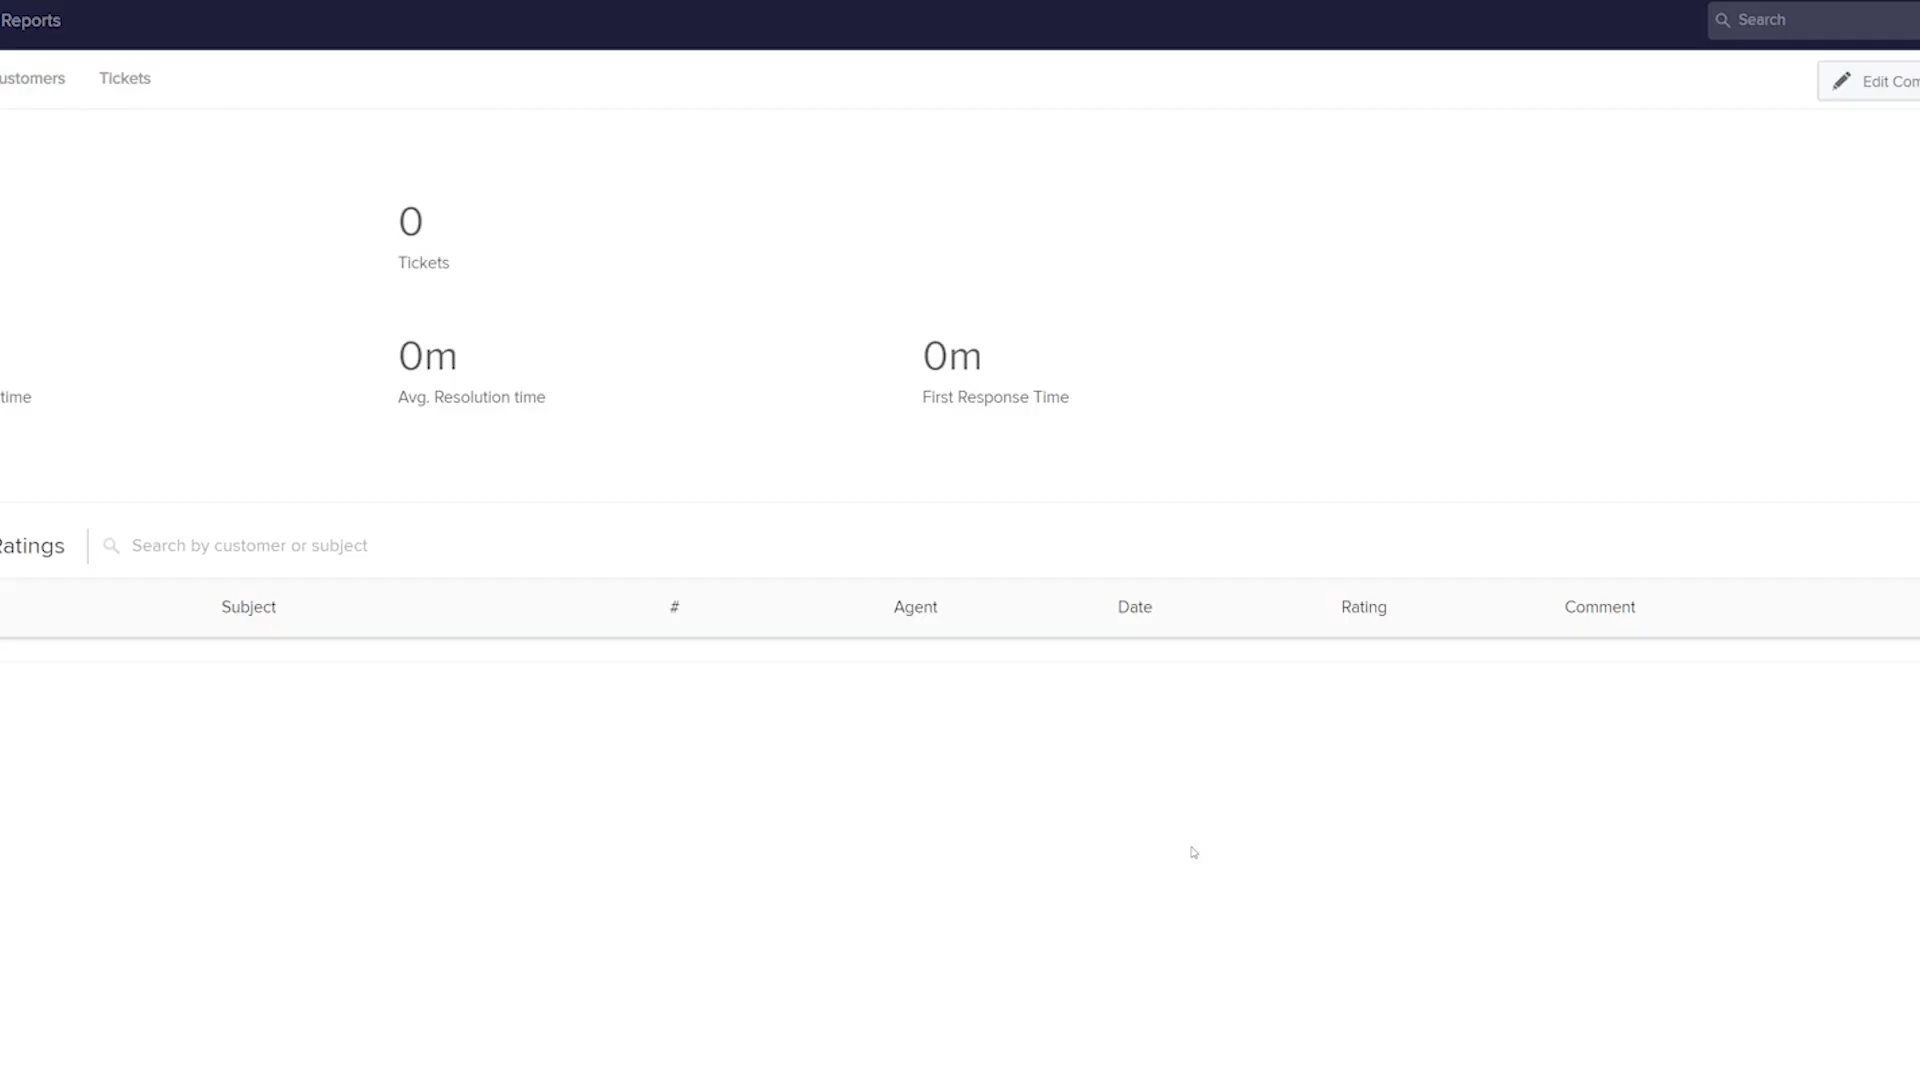 Reports
Search
ustomers
Tickets
Edit Com
0
Tickets
0m
0m
time
Avg. Resolution time
First Response Time
Ratings
Search by customer or subject
Subject
#
Agent
Date
Rating
Comment